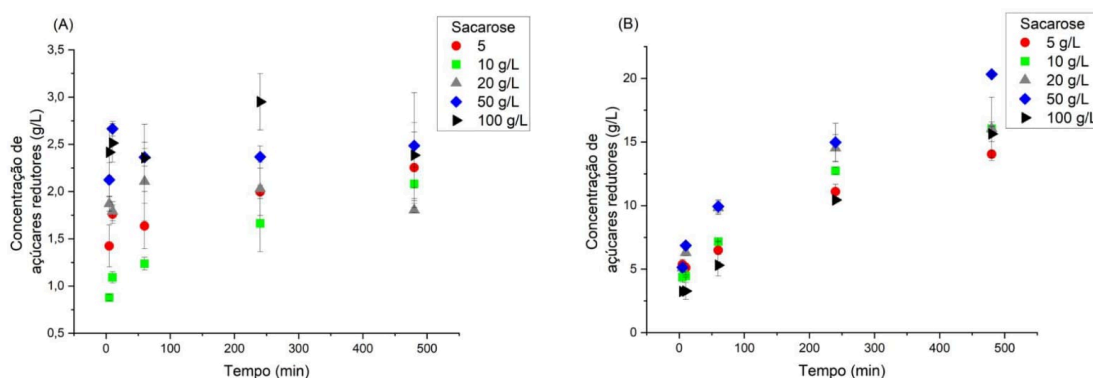 (A)
Sacarose
5
10 g/L
20 g/L
50 g/L
100 g/L
3,5
3,0
2,5
2,0
1,5
1,0
0,5
Concentração de
açúcares redutores (g/L)
0
100
200
300
400
500
Tempo (min)
(B)
Sacarose
5 g/L
10 g/L
20 g/L
50 g/L
100 g/L
20
15
10
5
0
Concentração de
açúcares redutores (g/L)
0
100
200
300
400
500
Tempo (min)